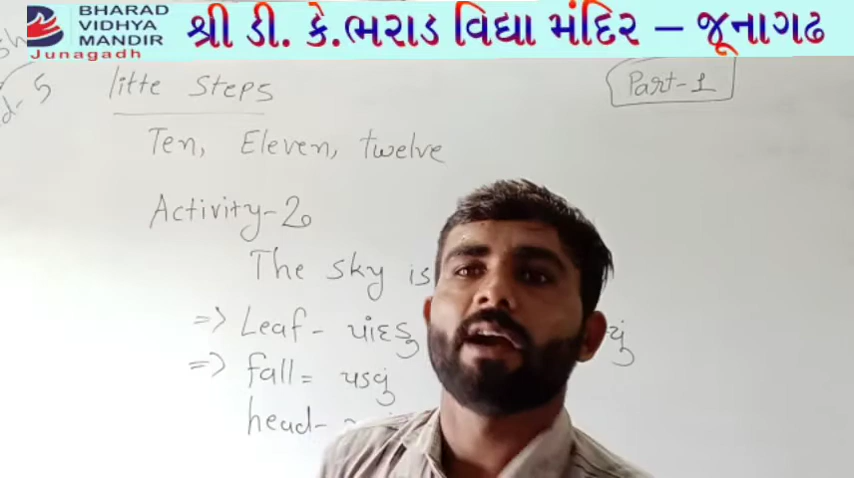 BHARAD
VIDHYA
MANDIR
Junagadh
શ્રી ડી. કે.ભરાડ વિદ્યા મંદિર – જૂનાગઢ
Part-1
litte Steps
Ten, Eleven, twelve
Activity-2
The sky is
=> Leaf - પાંદડુ
=> fall = પડવું
head-